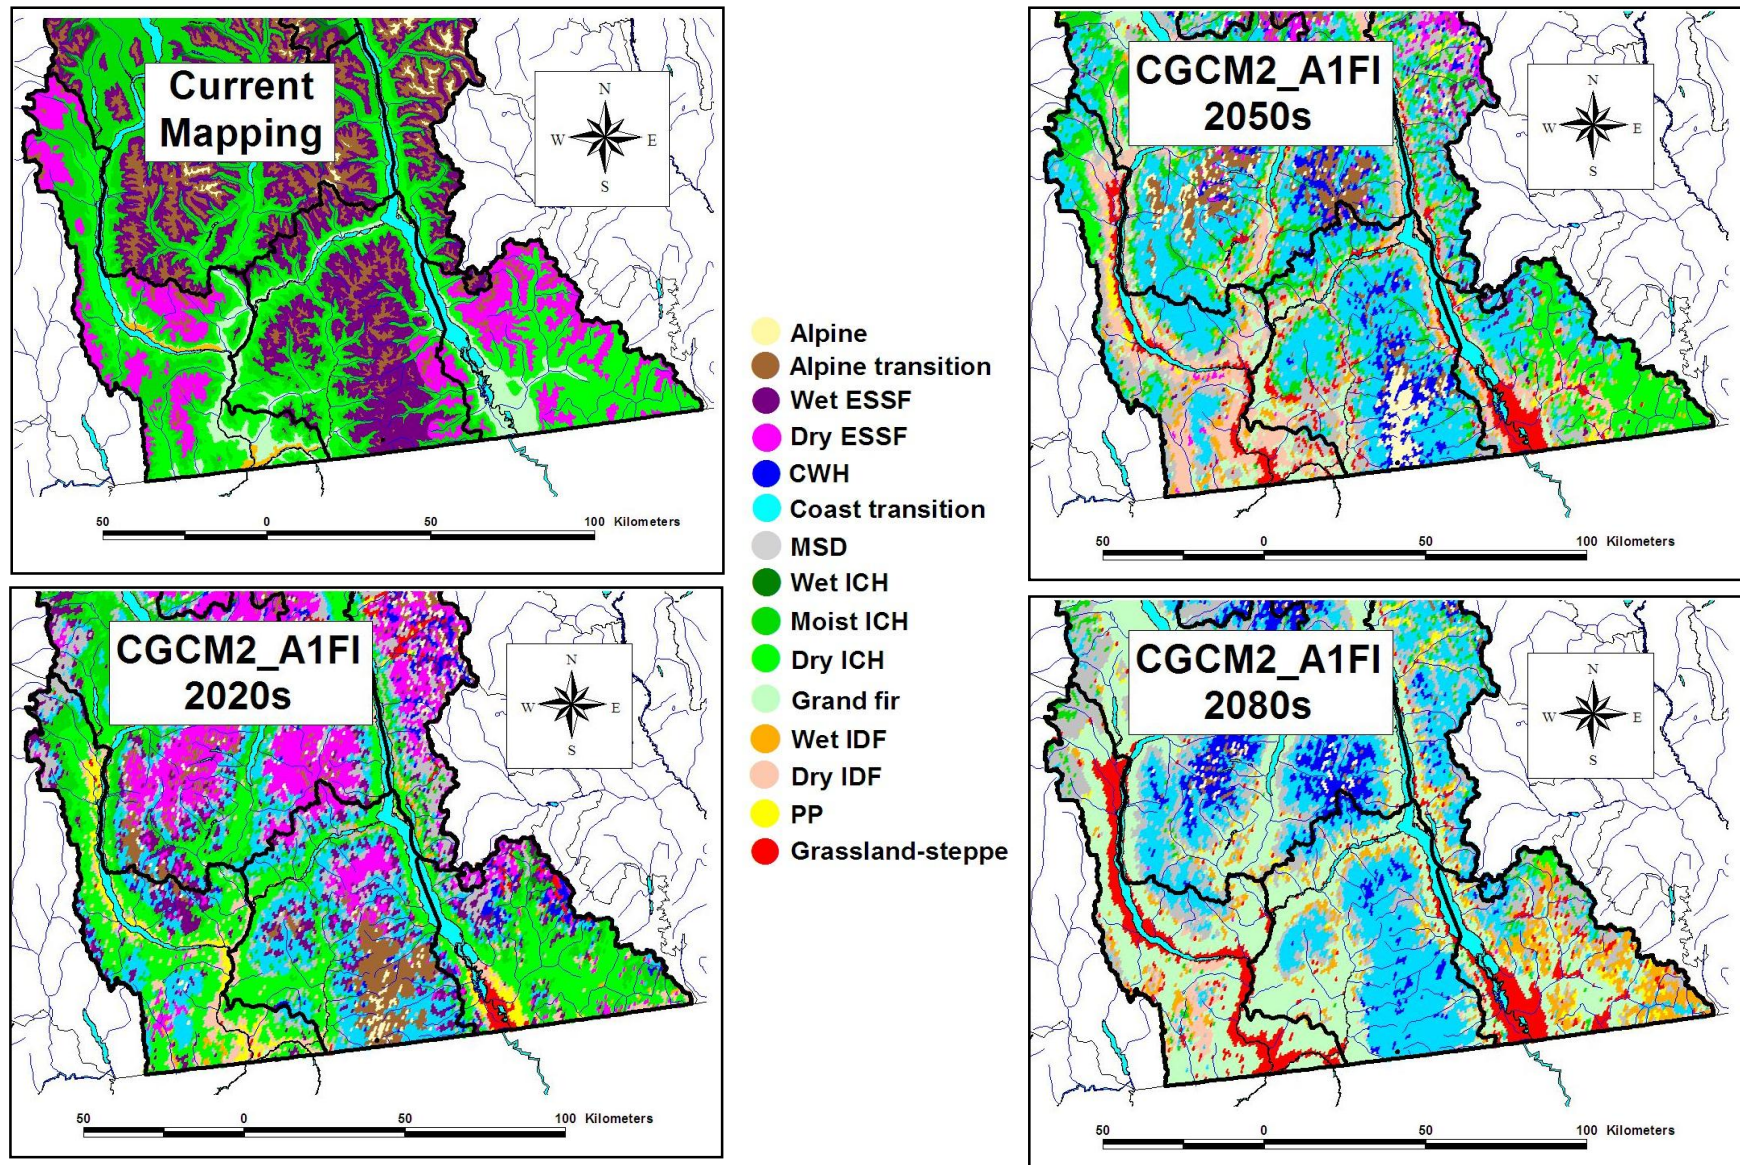 Current
Mapping
N
W E
S
50 0 50 100 Kilometers
CGCM2_A1FI
2050s
N
W E
S
50 0 50 100 Kilometers
Alpine
Alpine transition
Wet ESSF
Dry ESSF
CWH
Coast transition
MSD
Wet ICH
Moist ICH
Dry ICH
Grand fir
Wet IDF
Dry IDF
PP
Grassland-steppe
CGCM2_A1FI
2020s
N
W E
S
50 0 50 100 Kilometers
CGCM2_A1FI
2080s
N
W E
S
50 0 50 100 Kilometers